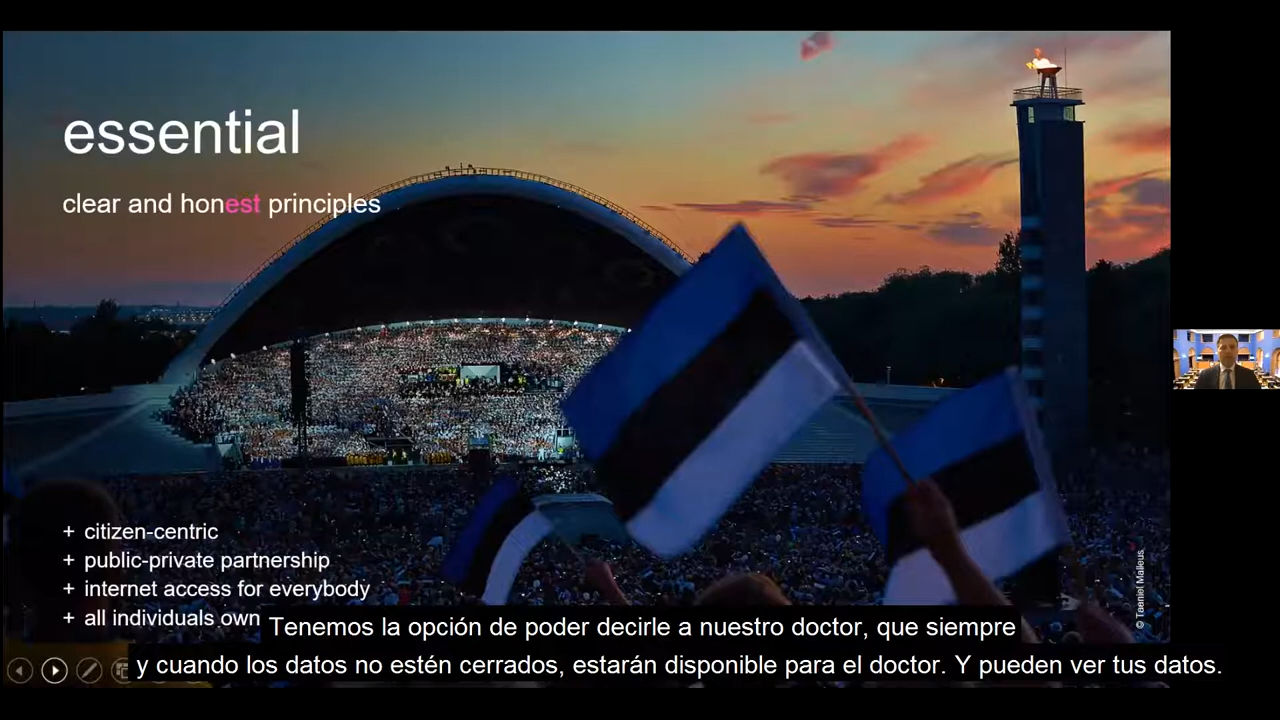 essential
clear and honest principles
+ citizen-centric
+ public-private partnership
+ internet access for everybody
+ all individuals own
Tenemos la opción de poder decirle a nuestro doctor, que siempre
y cuando los datos no estén cerrados, estarán disponible para el doctor. Y pueden ver tus datos.